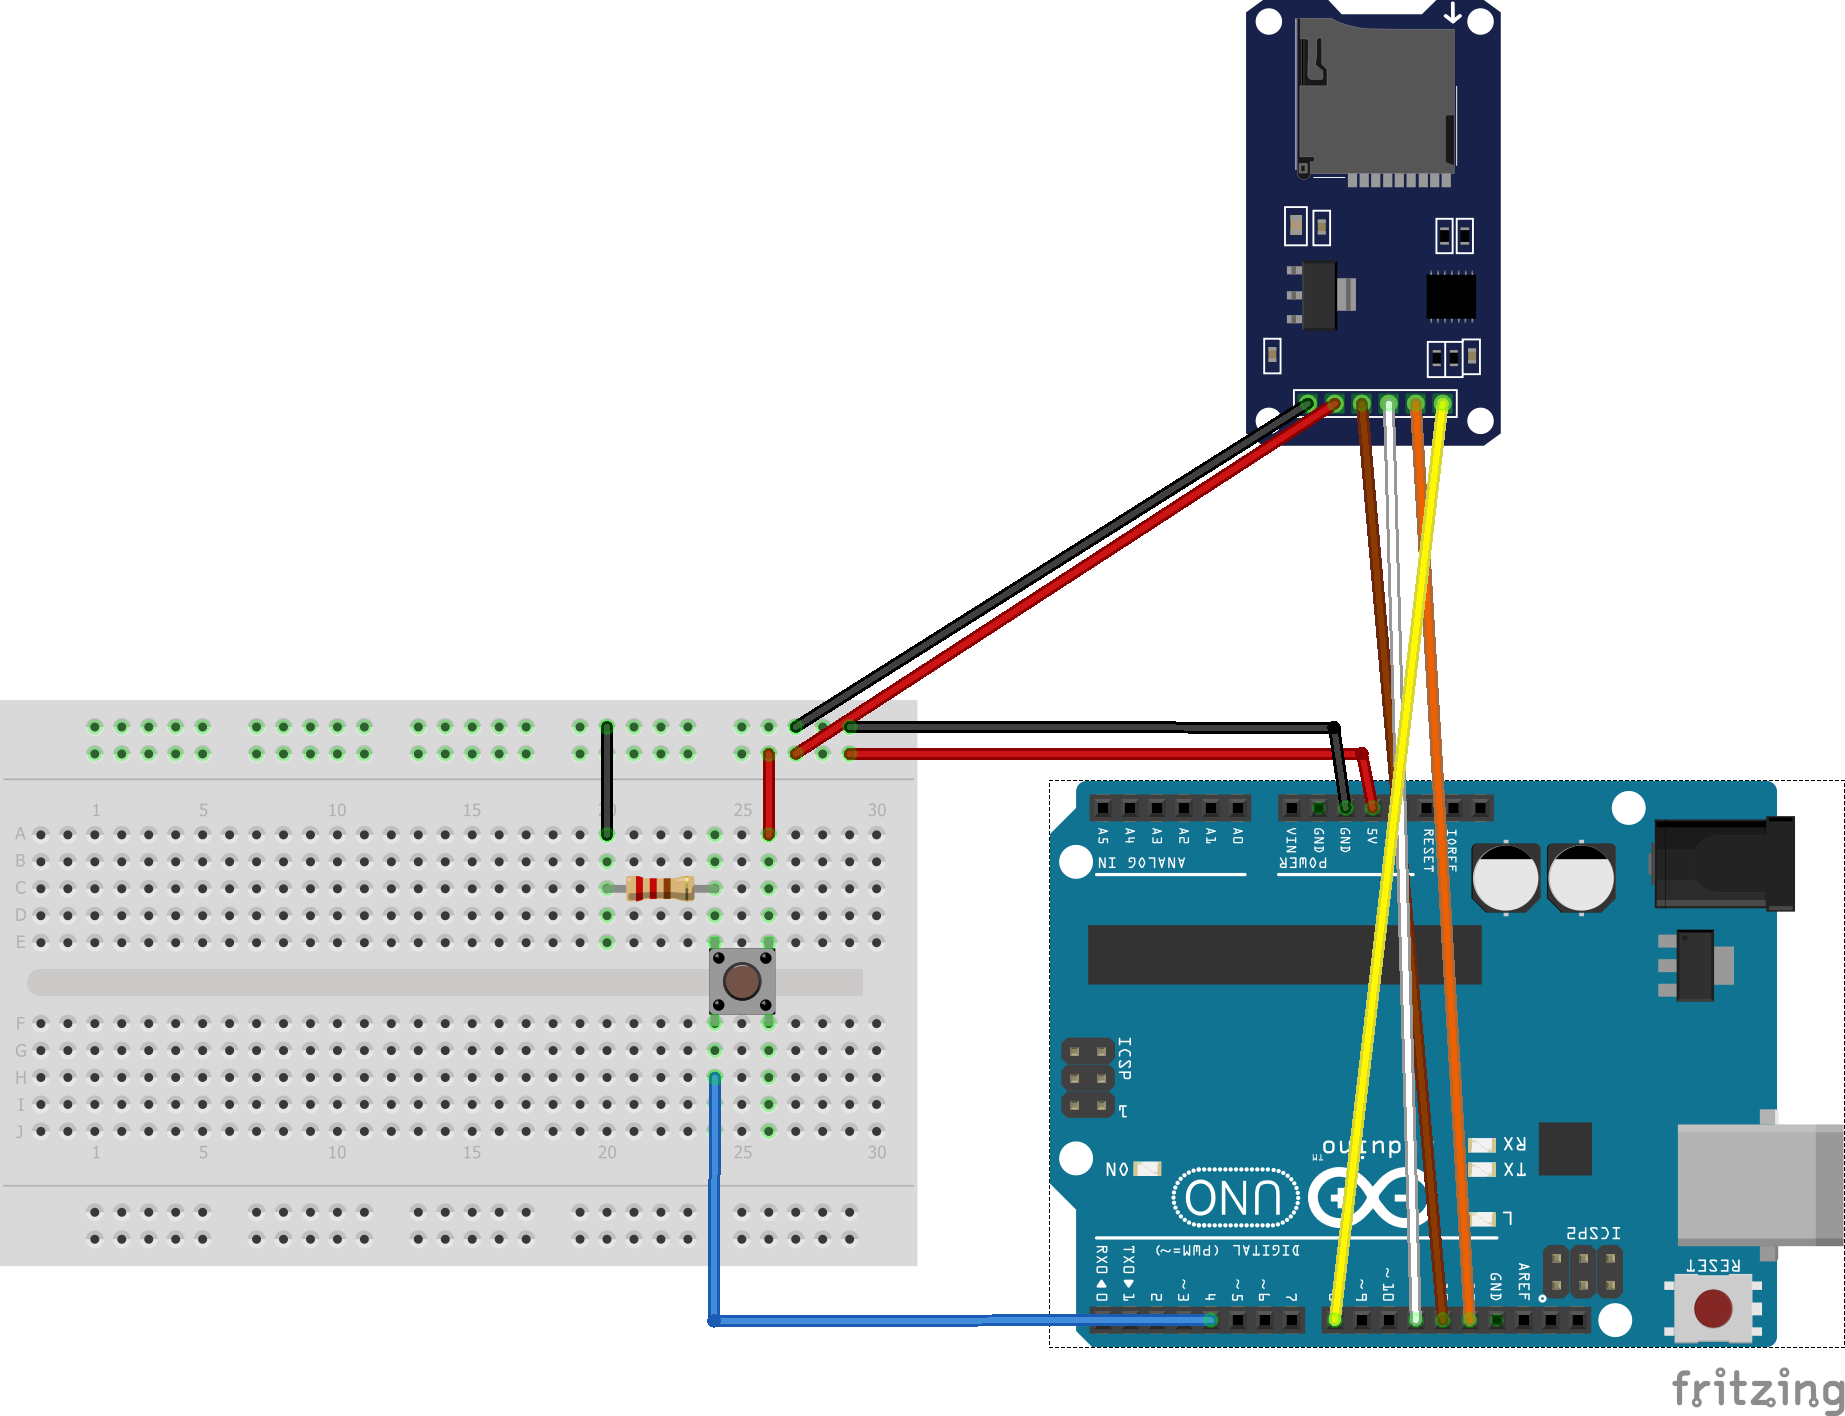 1 5 10 15 20 25 30
A
B
C
D
E
F
G
H
I
J
1 5 10 15 20 25 30
A5 A4 A3 A2 A1 A0 VIN GND GND 5V RESET IOREF
ANALOG IN POWER
ICSP
1
ON
RX
TX
L
UNO
TM
DIGITAL (PWM=~)
ICSP2
RESET
RX0 0 TX0 1 2 ~3 4 ~5 ~6 7 ~9 ~10 GND AREF
fritzing